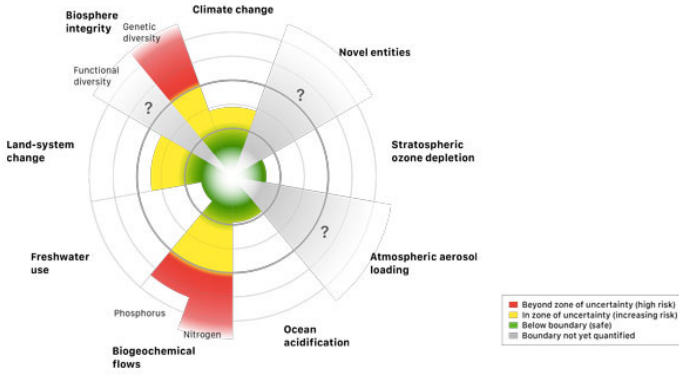 Climate change
Biosphere
integrity
Genetic
diversity
Novel entities
Functional
diversity
?
?
Land-system
change
Stratospheric
ozone depletion
?
Freshwater
use
Atmospheric aerosol
loading
Phosphorus
Nitrogen
Ocean
acidification
Biogeochemical
flows
Beyond zone of uncertainty (high risk)
In zone of uncertainty (increasing risk)
Below boundary (safe)
Boundary not yet quantified